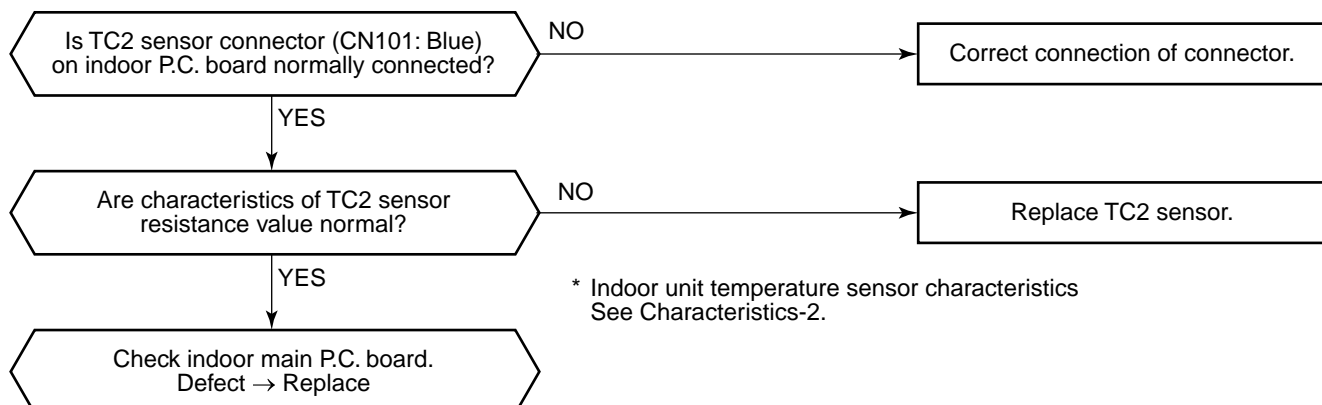 Is TC2 sensor connector (CN101: Blue)
on indoor P.C. board normally connected?
NO
Correct connection of connector.
YES
Are characteristics of TC2 sensor
resistance value normal?
NO
Replace TC2 sensor.
YES
* Indoor unit temperature sensor characteristics
See Characteristics-2.
Check indoor main P.C. board.
Defect → Replace